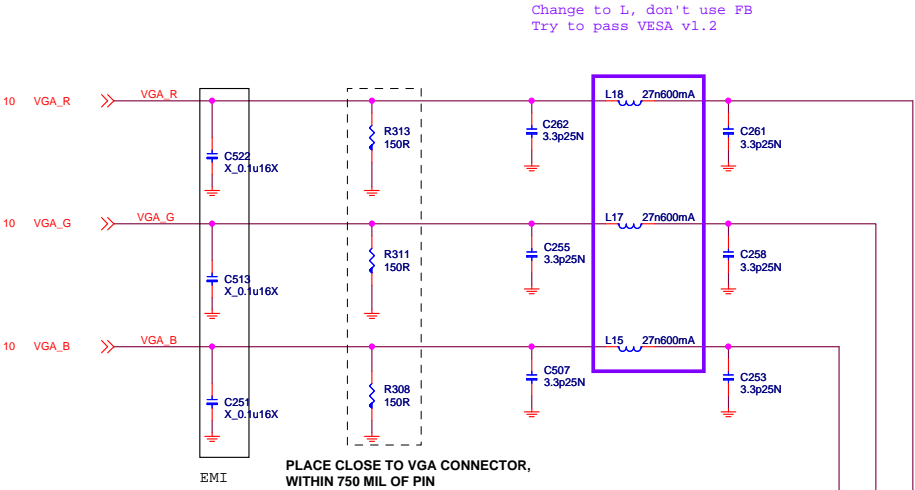 Change to L, don't use FB
Try to pass VESA v1.2
10 VGA_R VGA_R L18 27n600mA
C262
3.3p25N
C261
3.3p25N
R313
150R
C522
X_0.1u16X
10 VGA_G VGA_G L17 27n600mA
C255
3.3p25N
C258
3.3p25N
R311
150R
C513
X_0.1u16X
10 VGA_B VGA_B L15 27n600mA
C507
3.3p25N
C253
3.3p25N
R308
150R
C251
X_0.1u16X
EMI
PLACE CLOSE TO VGA CONNECTOR,
WITHIN 750 MIL OF PIN